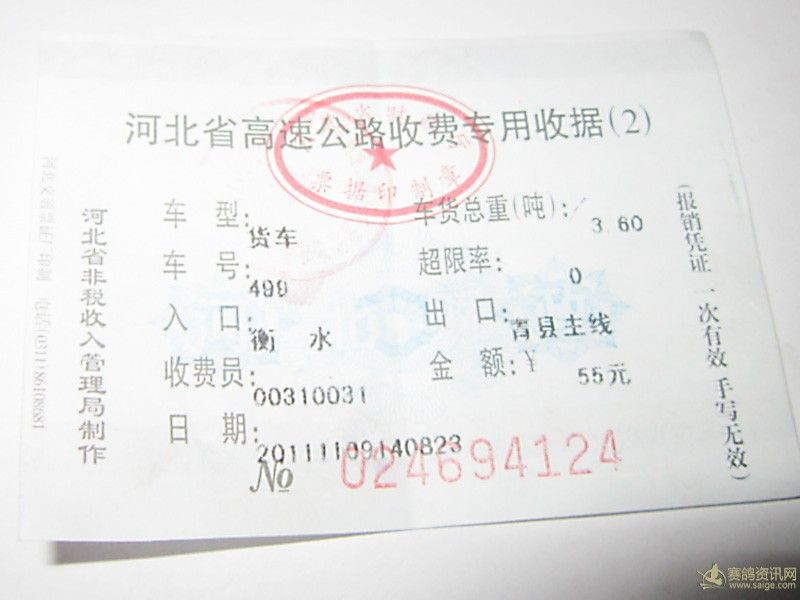 河北省高速公路收费专用收据(2)
票据印制章
车 型: 货车
车货总重(吨): 3.60
车 号: 499
超限率: 0
入 口: 衡 水
出 口: 青县主线
收费员: 00310031
金 额:¥ 55元
日 期: 20111109140823
№ 024694124
河北省非税收入管理局制作
(报销凭证 一次有效 手写无效)
赛鸽资讯网
www.saige.com